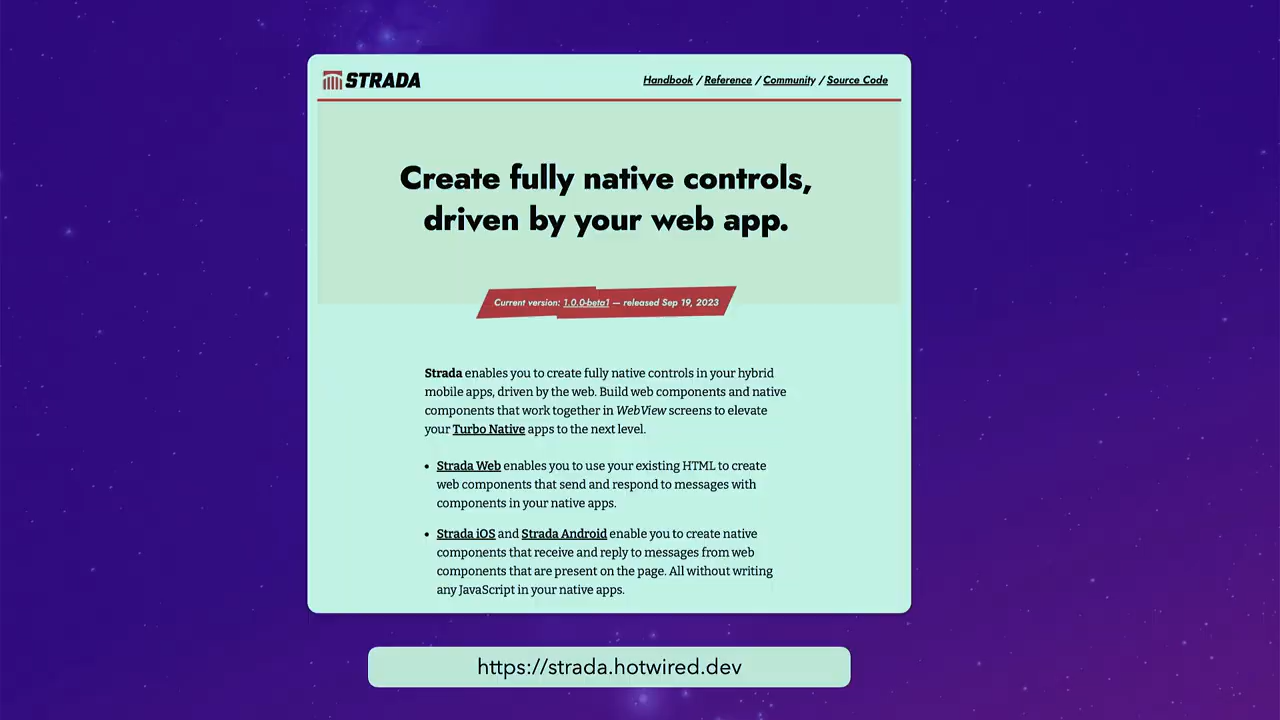 STRADA
Handbook / Reference / Community / Source Code
Create fully native controls,
driven by your web app.
Current version: 1.0.0-beta1 — released Sep 19, 2023
Strada enables you to create fully native controls in your hybrid
mobile apps, driven by the web. Build web components and native
components that work together in WebView screens to elevate
your Turbo Native apps to the next level.
• Strada Web enables you to use your existing HTML to create
web components that send and respond to messages with
components in your native apps.
• Strada iOS and Strada Android enable you to create native
components that receive and reply to messages from web
components that are present on the page. All without writing
any JavaScript in your native apps.
https://strada.hotwired.dev